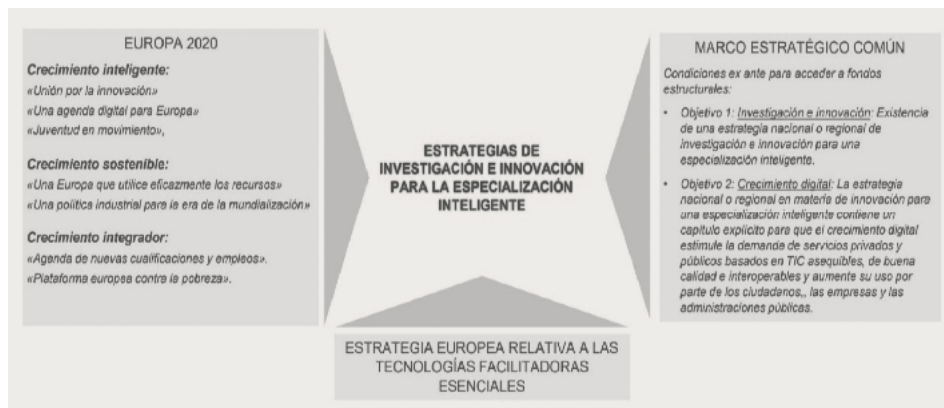 EUROPA 2020
Crecimiento inteligente:
«Unión por la innovación»
«Una agenda digital para Europa»
«Juventud en movimiento»,
Crecimiento sostenible:
«Una Europa que utilice eficazmente los recursos»
«Una política industrial para la era de la mundialización»
Crecimiento integrador:
«Agenda de nuevas cualificaciones y empleos».
«Plataforma europea contra la pobreza».
ESTRATEGIAS DE
INVESTIGACIÓN E INNOVACIÓN
PARA LA ESPECIALIZACIÓN
INTELIGENTE
MARCO ESTRATÉGICO COMÚN
Condiciones ex ante para acceder a fondos
estructurales:
• Objetivo 1: Investigación e innovación: Existencia
de una estrategia nacional o regional de
investigación e innovación para una
especialización inteligente.
• Objetivo 2: Crecimiento digital: La estrategia
nacional o regional en materia de innovación para
una especialización inteligente contiene un
capítulo explícito para que el crecimiento digital
estimule la demanda de servicios privados y
públicos basados en TIC asequibles, de buena
calidad e interoperables y aumente su uso por
parte de los ciudadanos,, las empresas y las
administraciones públicas.
ESTRATEGIA EUROPEA RELATIVA A LAS
TECNOLOGÍAS FACILITADORAS
ESENCIALES